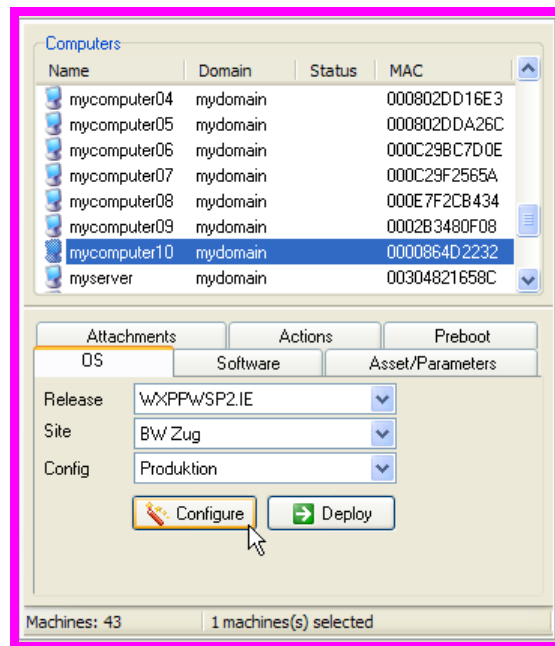 Computers
Name Domain Status MAC
mycomputer04 mydomain 000802DD16E3
mycomputer05 mydomain 000802DDA26C
mycomputer06 mydomain 000C29BC7D0E
mycomputer07 mydomain 000C29F2565A
mycomputer08 mydomain 000E7F2CB434
mycomputer09 mydomain 0002B3480F08
mycomputer10 mydomain 0000864D2232
myserver mydomain 00304821658C
Attachments Actions Preboot
OS Software Asset/Parameters
Release WXPPWSP2.IE
Site BW Zug
Config Produktion
Configure Deploy
Machines: 43 1 machines(s) selected